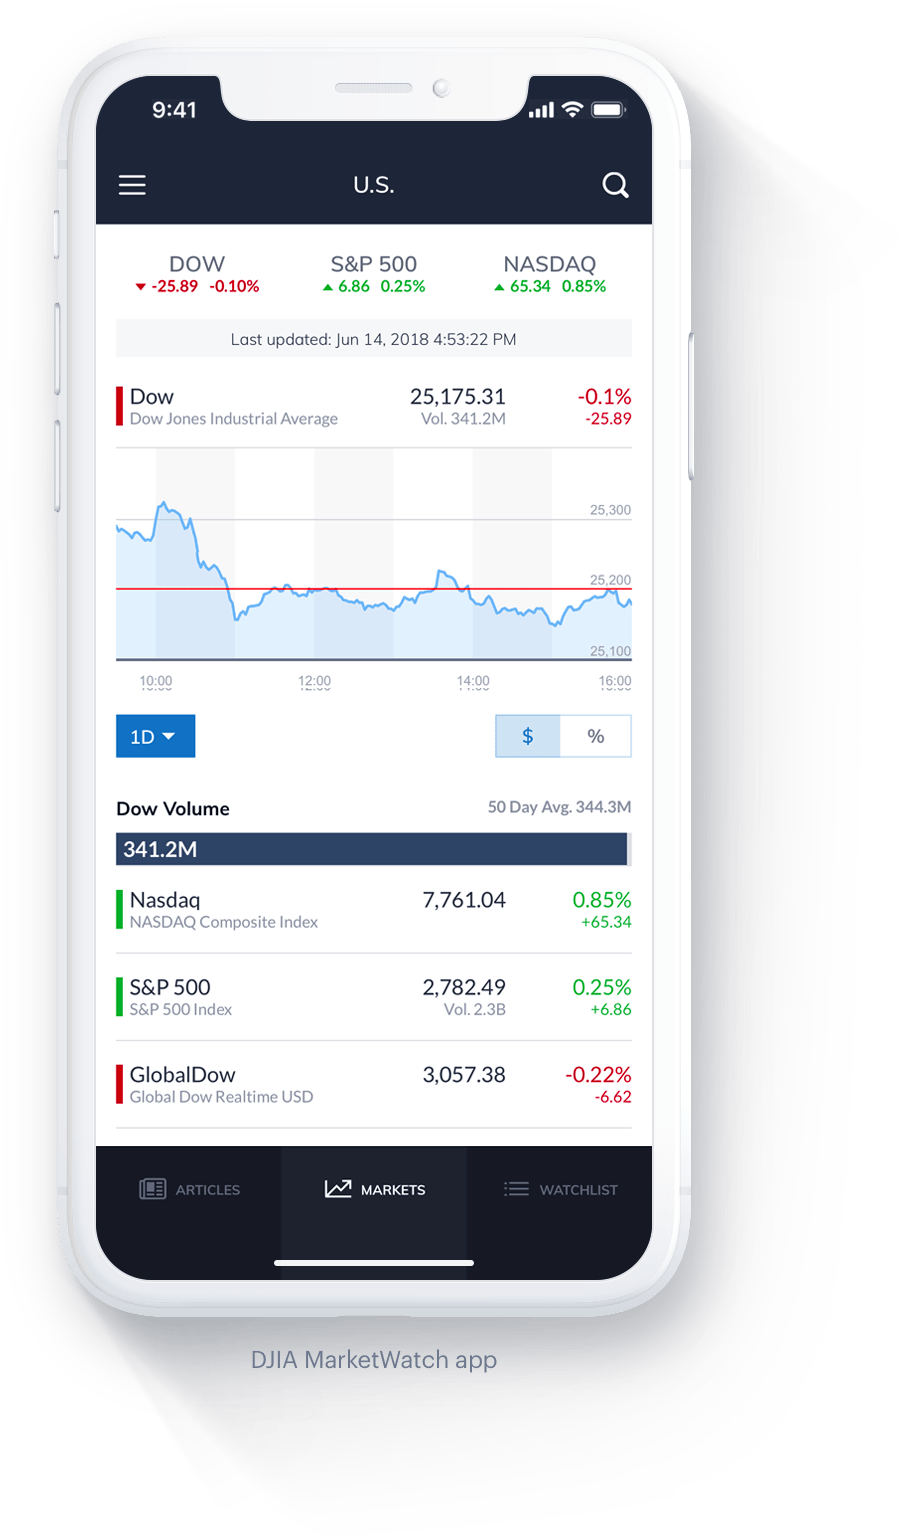 9:41
U.S.
DOW S&P 500 NASDAQ
-25.89 -0.10% 6.86 0.25% 65.34 0.85%
Last updated: Jun 14, 2018 4:53:22 PM
Dow 25,175.31 -0.1%
Dow Jones Industrial Average Vol. 341.2M -25.89
25,300
25,200
25,100
10:00 12:00 14:00 16:00
1D $ %
Dow Volume 50 Day Avg. 344.3M
341.2M
Nasdaq 7,761.04 0.85%
NASDAQ Composite Index +65.34
S&P 500 2,782.49 0.25%
S&P 500 Index Vol. 2.3B +6.86
GlobalDow 3,057.38 -0.22%
Global Dow Realtime USD -6.62
ARTICLES MARKETS WATCHLIST
DJIA MarketWatch app